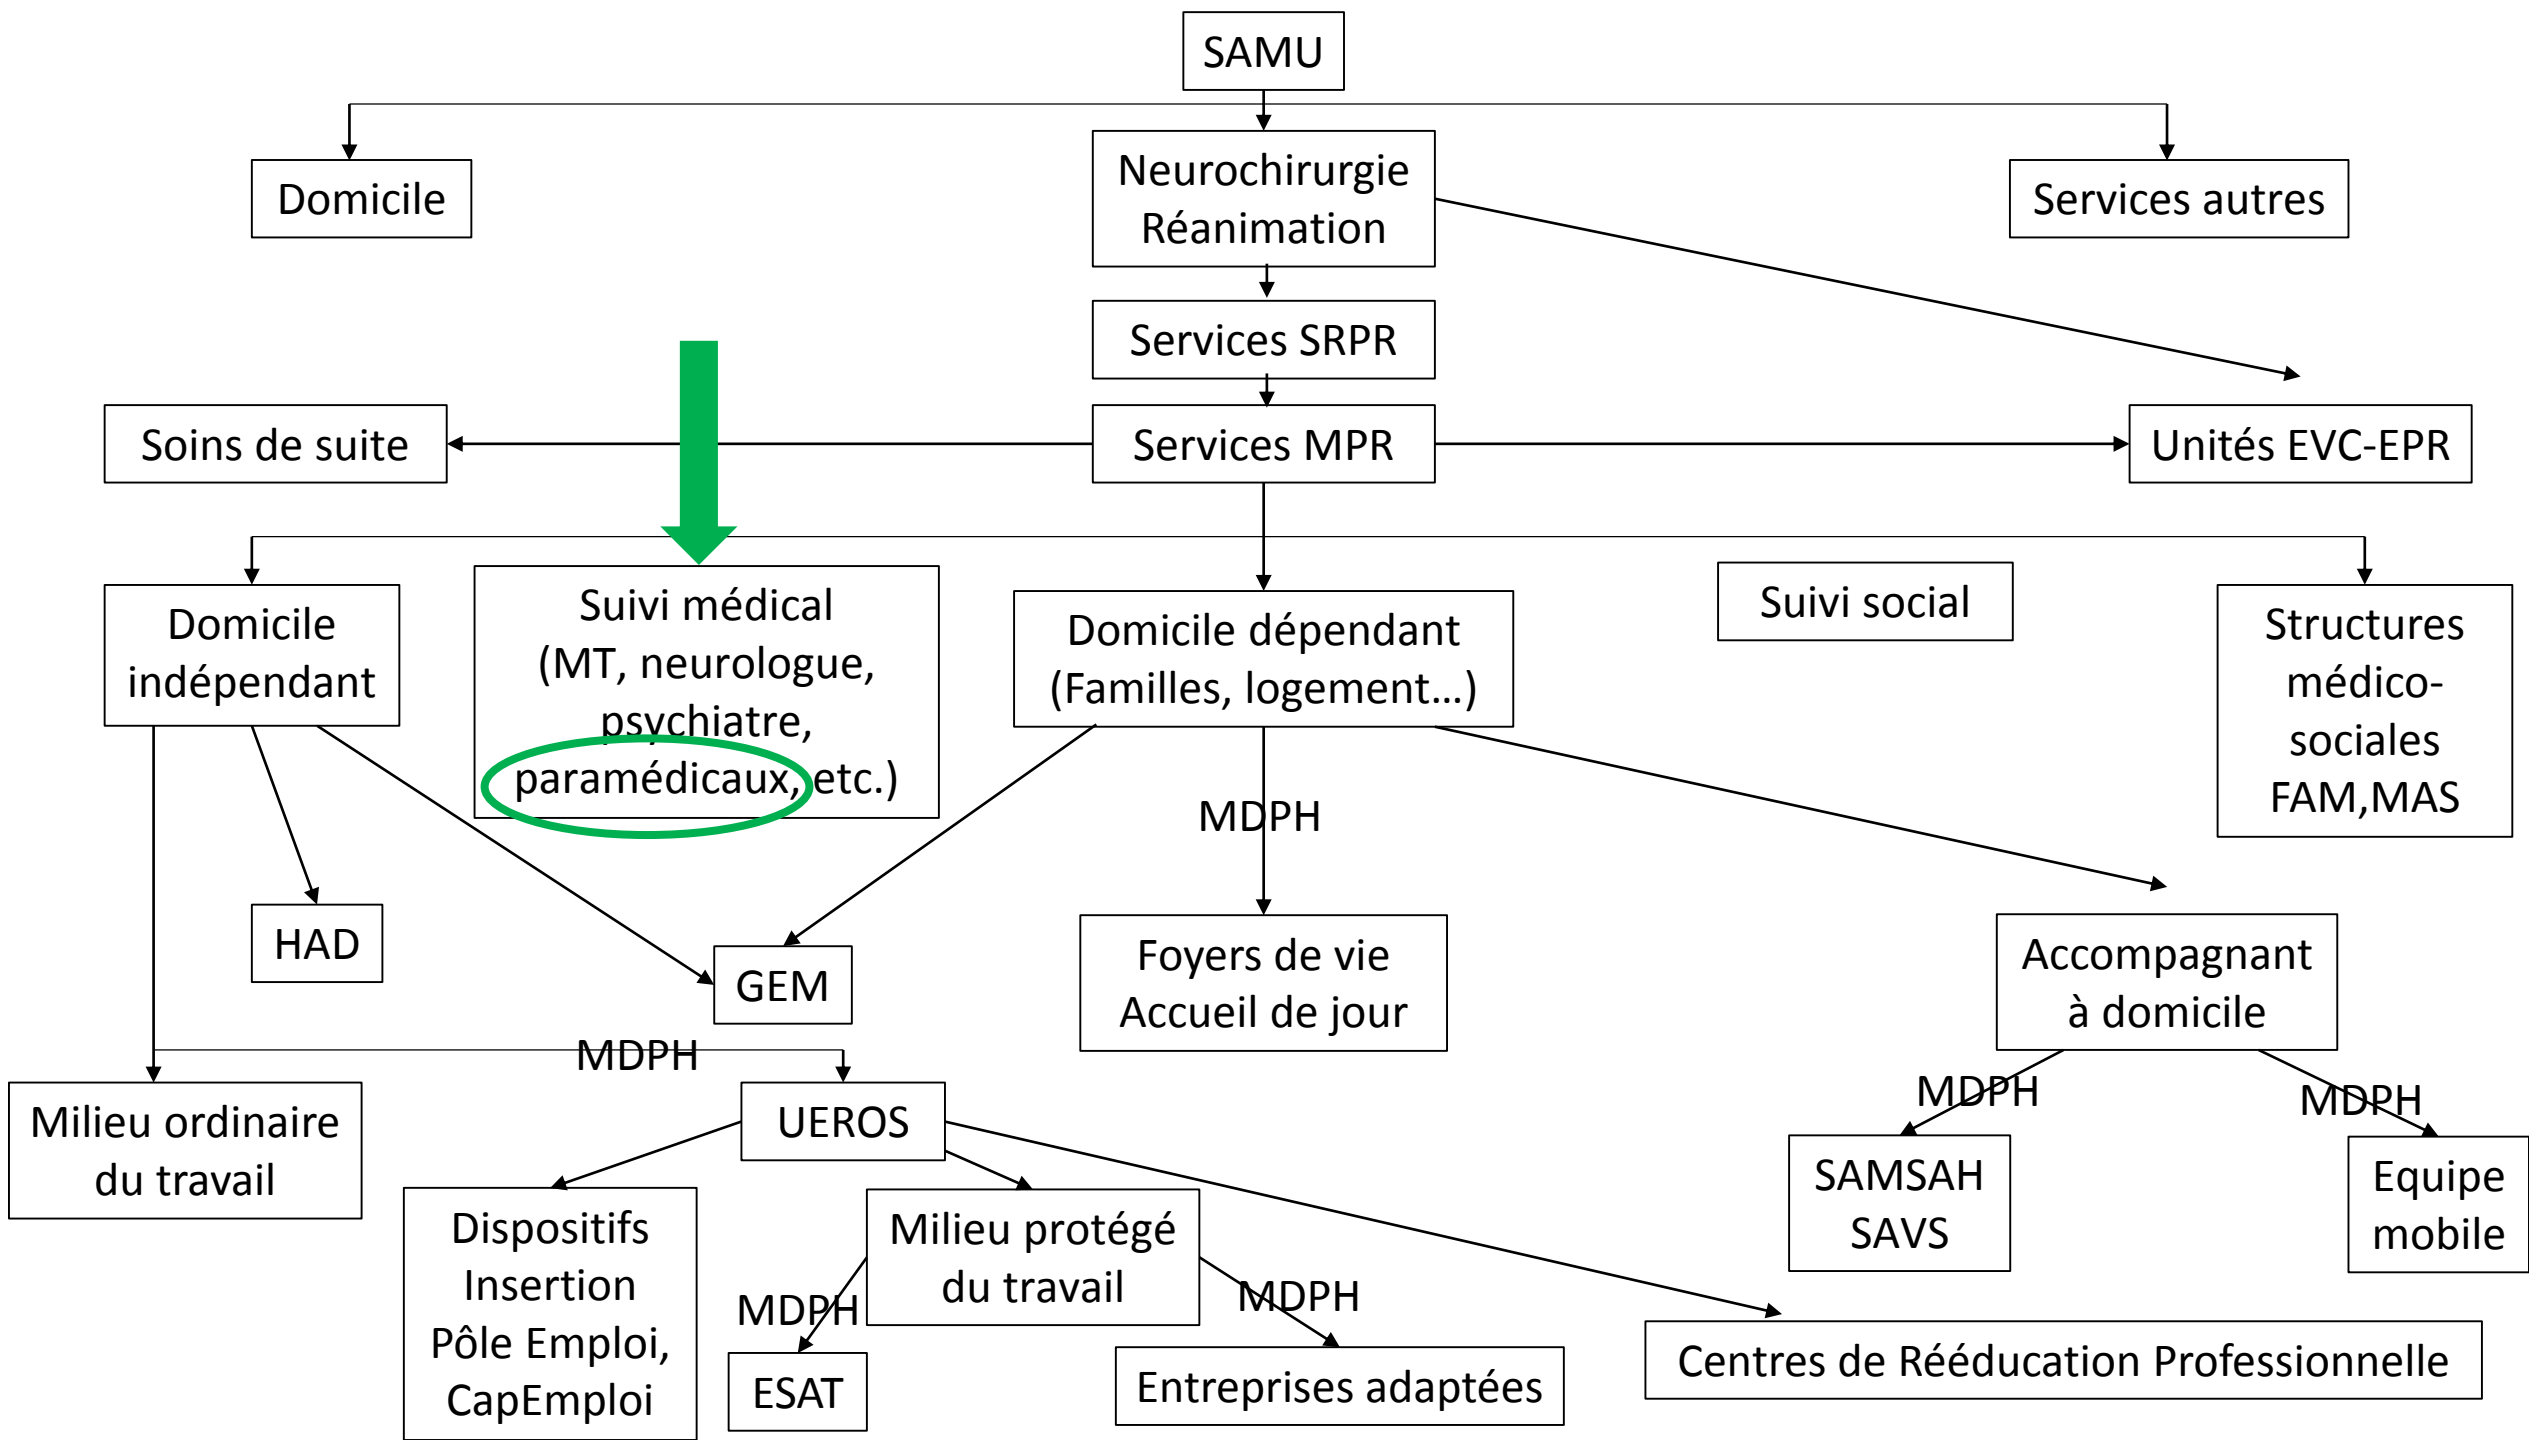 SAMU
Domicile
Neurochirurgie
Réanimation
Services autres
Services SRPR
Soins de suite
Services MPR
Unités EVC-EPR
Domicile
indépendant
Suivi médical
(MT, neurologue,
psychiatre,
paramédicaux, etc.)
Domicile dépendant
(Familles, logement...)
Suivi social
Structures
médico-
sociales
FAM,MAS
MDPH
HAD
GEM
Foyers de vie
Accueil de jour
Accompagnant
à domicile
MDPH
Milieu ordinaire
du travail
UEROS
MDPH
MDPH
SAMSAH
SAVS
Equipe
mobile
Dispositifs
Insertion
Pôle Emploi,
CapEmploi
Milieu protégé
du travail
MDPH
MDPH
ESAT
Entreprises adaptées
Centres de Rééducation Professionnelle